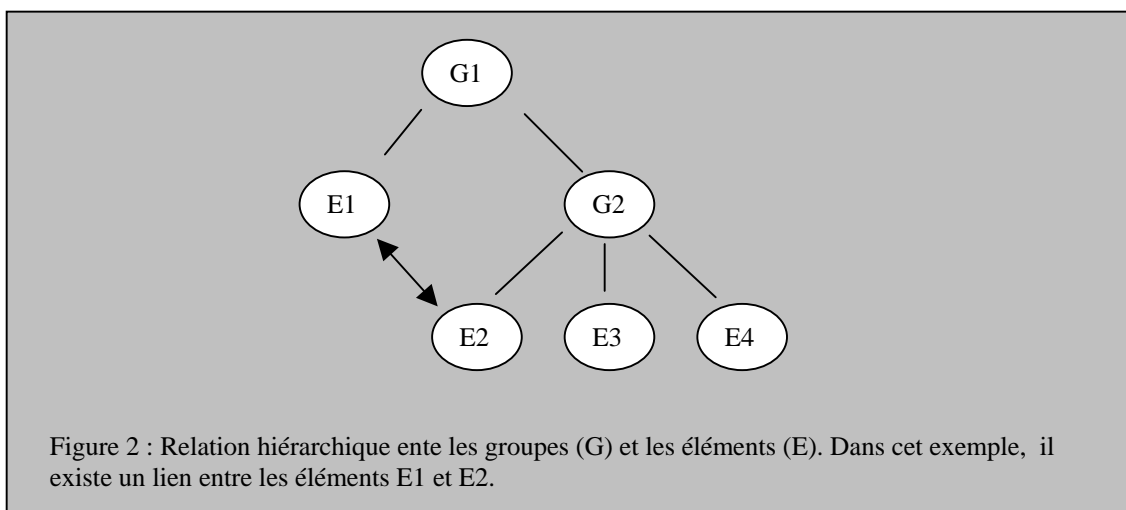 G1
E1
G2
E2
E3
E4
Figure 2 : Relation hiérarchique ente les groupes (G) et les éléments (E). Dans cet exemple, il
existe un lien entre les éléments E1 et E2.